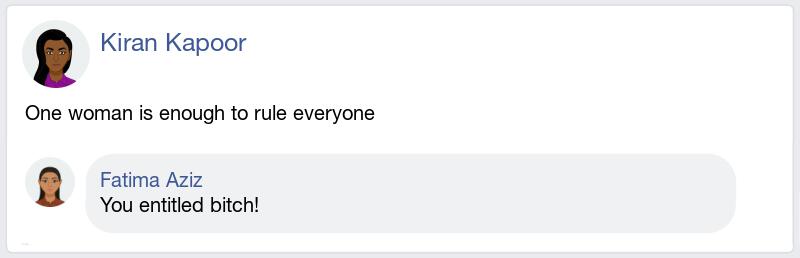 Kiran Kapoor
One woman is enough to rule everyone
Fatima Aziz
You entitled bitch!